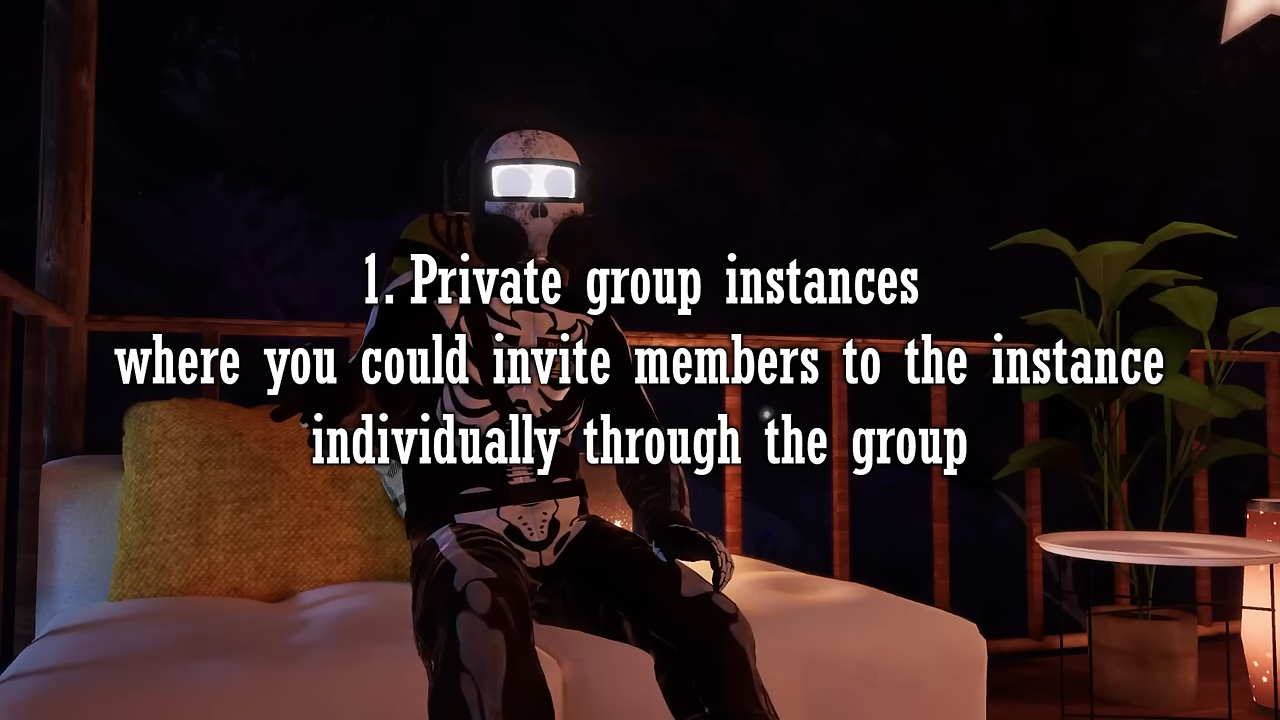 1. Private group instances
where you could invite members to the instance
individually through the group